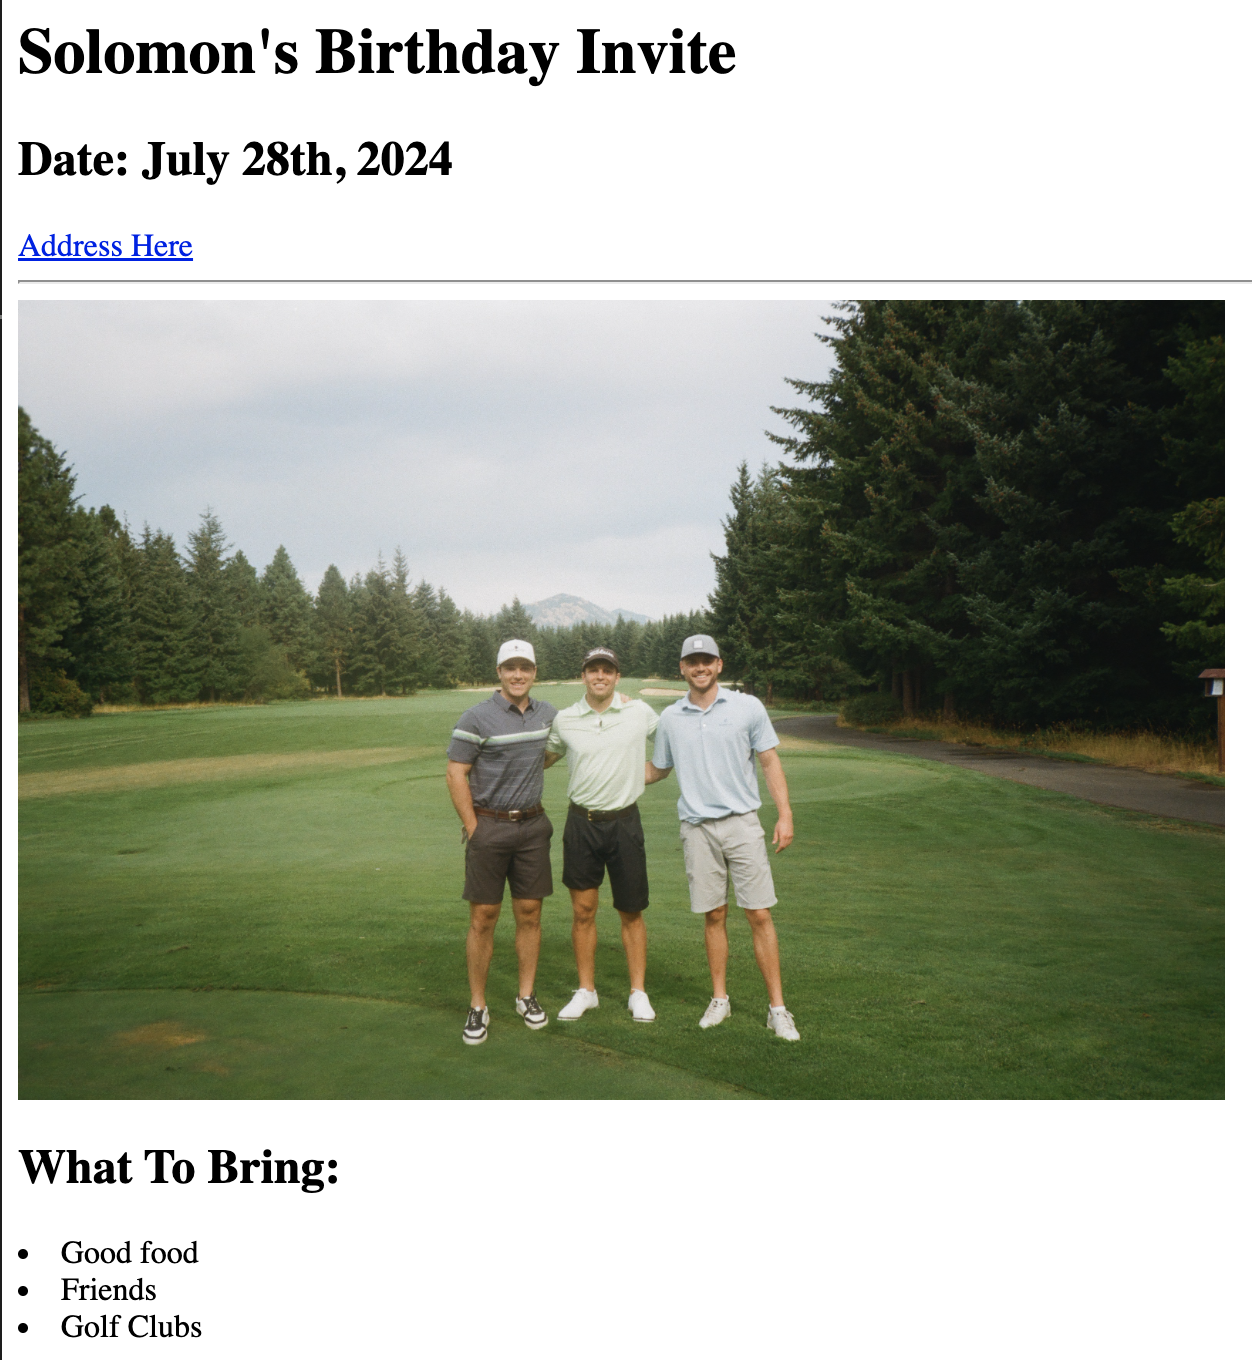 Solomon's Birthday Invite
Date: July 28th, 2024
Address Here
What To Bring:
Good food
Friends
Golf Clubs